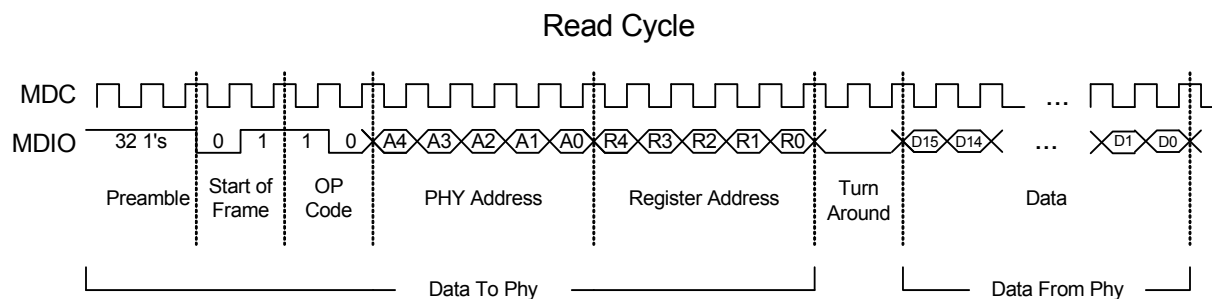 Read Cycle
MDC ...
MDIO 32 1's 0 1 1 0 A4 A3 A2 A1 A0 R4 R3 R2 R1 R0 D15 D14 ... D1 D0
Preamble Start of Frame OP Code PHY Address Register Address Turn Around Data
Data To Phy Data From Phy